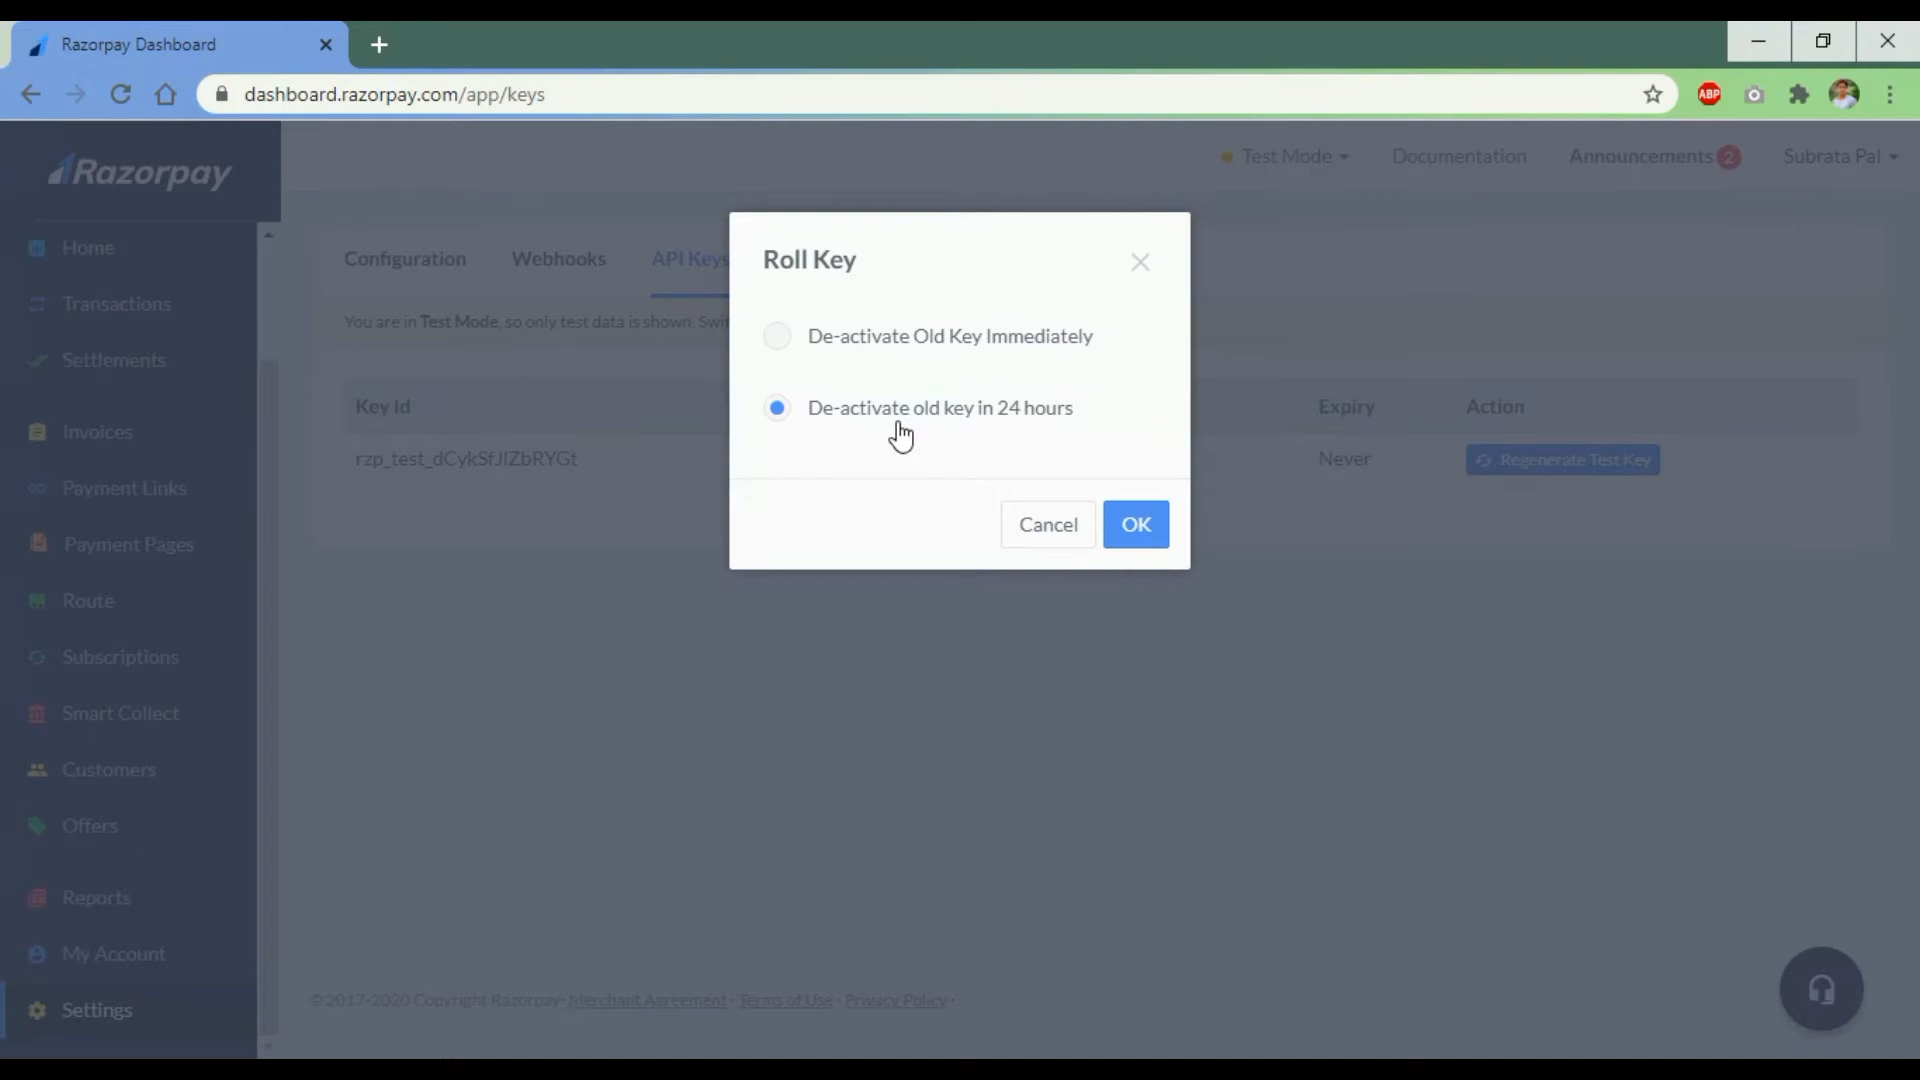 Razorpay Dashboard
dashboard.razorpay.com/app/keys
ABP
Razorpay
Test Mode
Documentation
Announcements 2
Subrata Pal
Home
Transactions
Settlements
Invoices
Payment Links
Payment Pages
Route
Subscriptions
Smart Collect
Customers
Offers
Reports
My Account
Settings
Configuration
Webhooks
API Keys
You are in Test Mode, so only test data is shown.
Key Id
Expiry
Action
Never
Regenerate Test Key
Roll Key
De-activate Old Key Immediately
De-activate old key in 24 hours
Cancel
OK
© 2017-2020 Copyright Razorpay · Merchant Agreement · Terms of Use · Privacy Policy ·